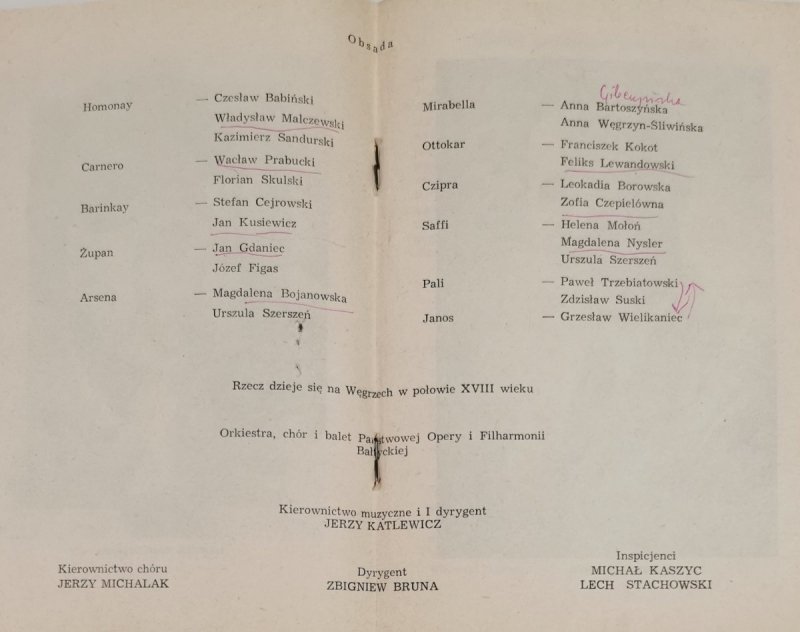 Obsada
Homonay — Czesław Babiński
Władysław Malczewski
Kazimierz Sandurski
Carnero — Wacław Prabucki
Florian Skulski
Barinkay — Stefan Cejrowski
Jan Kusiewicz
Żupan — Jan Gdaniec
Józef Figas
Arsena — Magdalena Bojanowska
Urszula Szerszeń
Mirabella — Anna Bartoszyńska
Anna Węgrzyn-Śliwińska
Ottokar — Franciszek Kokot
Feliks Lewandowski
Czipra — Leokadia Borowska
Zofia Czepielówna
Saffi — Helena Mołoń
Magdalena Nysler
Urszula Szerszeń
Pali — Paweł Trzebiatowski
Zdzisław Suski
Janos — Grzesław Wielikaniec
Rzecz dzieje się na Węgrzech w połowie XVIII wieku
Orkiestra, chór i balet Państwowej Opery i Filharmonii
Bałtyckiej
Kierownictwo muzyczne i I dyrygent
JERZY KATLEWICZ
Kierownictwo chóru
JERZY MICHALAK
Dyrygent
ZBIGNIEW BRUNA
Inspicjenci
MICHAŁ KASZYC
LECH STACHOWSKI